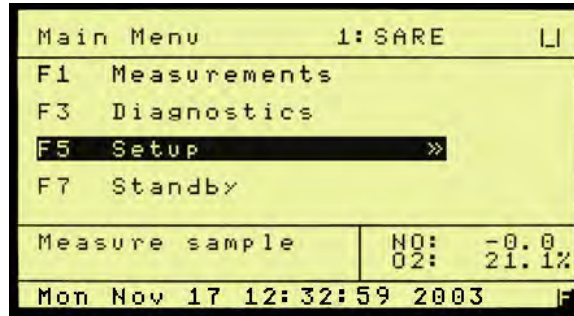 Main Menu 1:SARE
F1 Measurements
F3 Diagnostics
F5 Setup »
F7 Standby
Measure sample NO: -0.0
O2: 21.1%
Mon Nov 17 12:32:59 2003 F